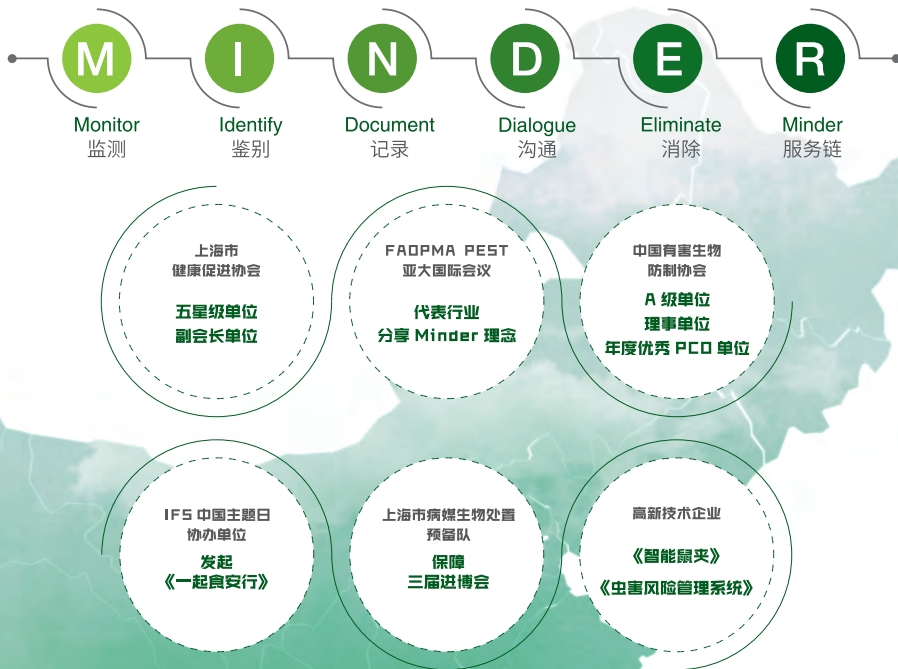 M I N D E R
Monitor Identify Document Dialogue Eliminate Minder
监测 鉴别 记录 沟通 消除 服务链
上海市
健康促进协会
五星级单位
副会长单位
FAOPMA PEST
亚大国际会议
代表行业
分享 Minder 理念
中国有害生物
防制协会
A 级单位
理事单位
年度优秀 PCO 单位
IFS 中国主题日
协办单位
发起
《一起食安行》
上海市病媒生物处置
预备队
保障
三届进博会
高新技术企业
《智能鼠夹》
《虫害风险管理系统》